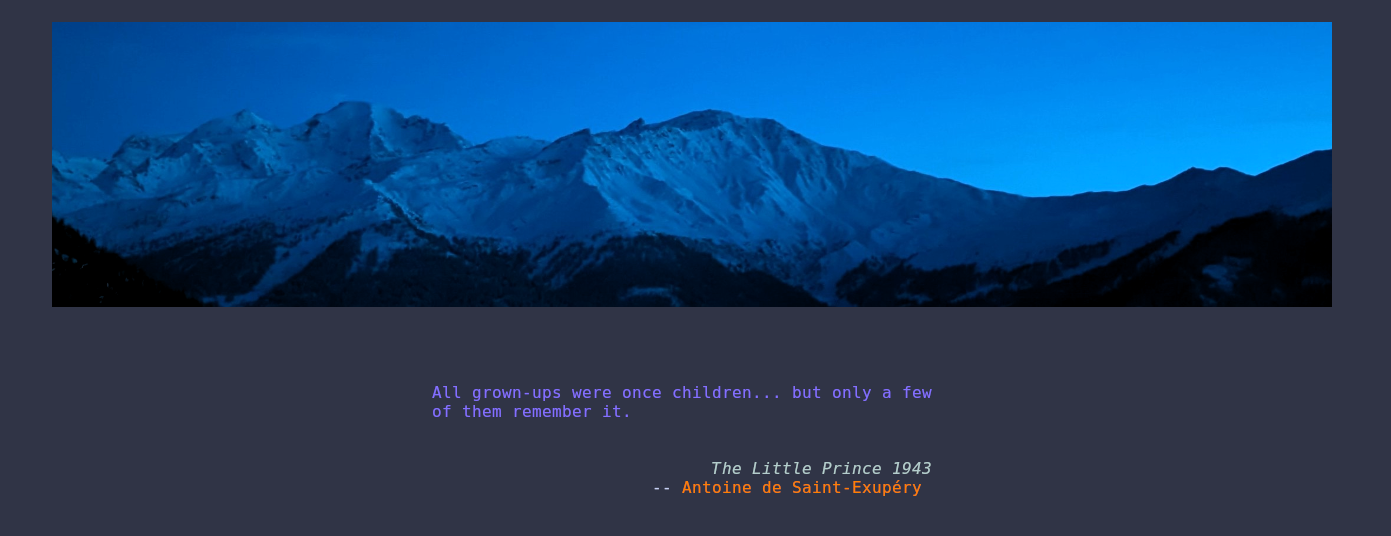 All grown-ups were once children... but only a few
of them remember it.
The Little Prince 1943
-- Antoine de Saint-Exupéry